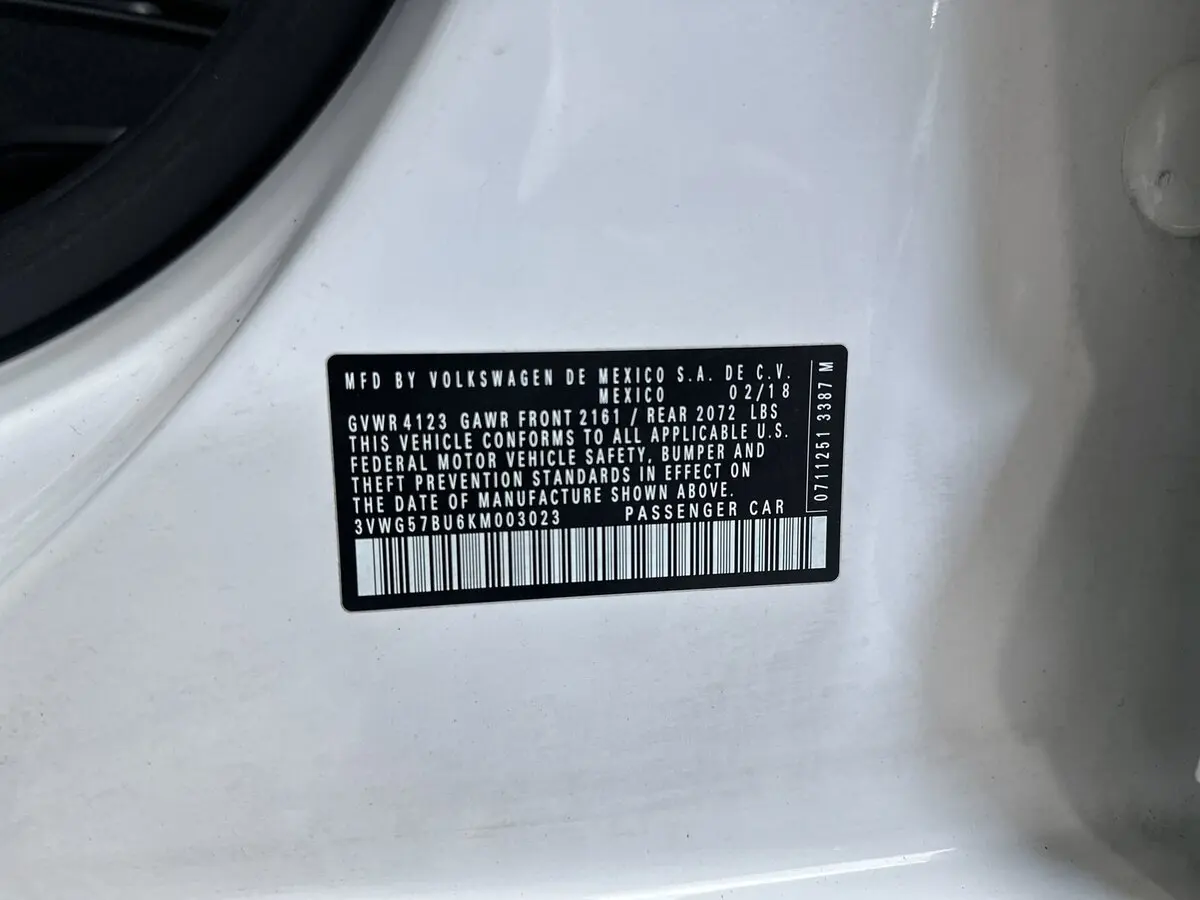 MFD BY VOLKSWAGEN DE MEXICO S.A. DE C.V.
MEXICO 02/18
GVWR 4123 GAWR FRONT 2161 / REAR 2072 LBS
THIS VEHICLE CONFORMS TO ALL APPLICABLE U.S.
FEDERAL MOTOR VEHICLE SAFETY, BUMPER AND
THEFT PREVENTION STANDARDS IN EFFECT ON
THE DATE OF MANUFACTURE SHOWN ABOVE.
3VWG57BU6KM003023 PASSENGER CAR
0711251 3387 M